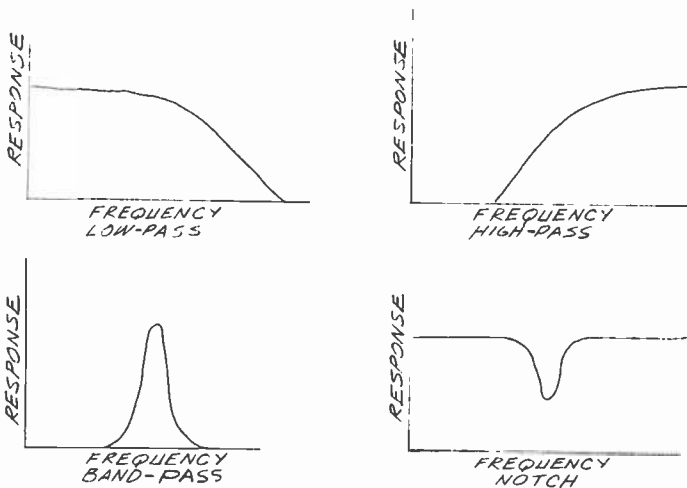 RESPONSE
FREQUENCY
LOW-PASS
RESPONSE
FREQUENCY
HIGH-PASS
RESPONSE
FREQUENCY
BAND-PASS
RESPONSE
FREQUENCY
NOTCH